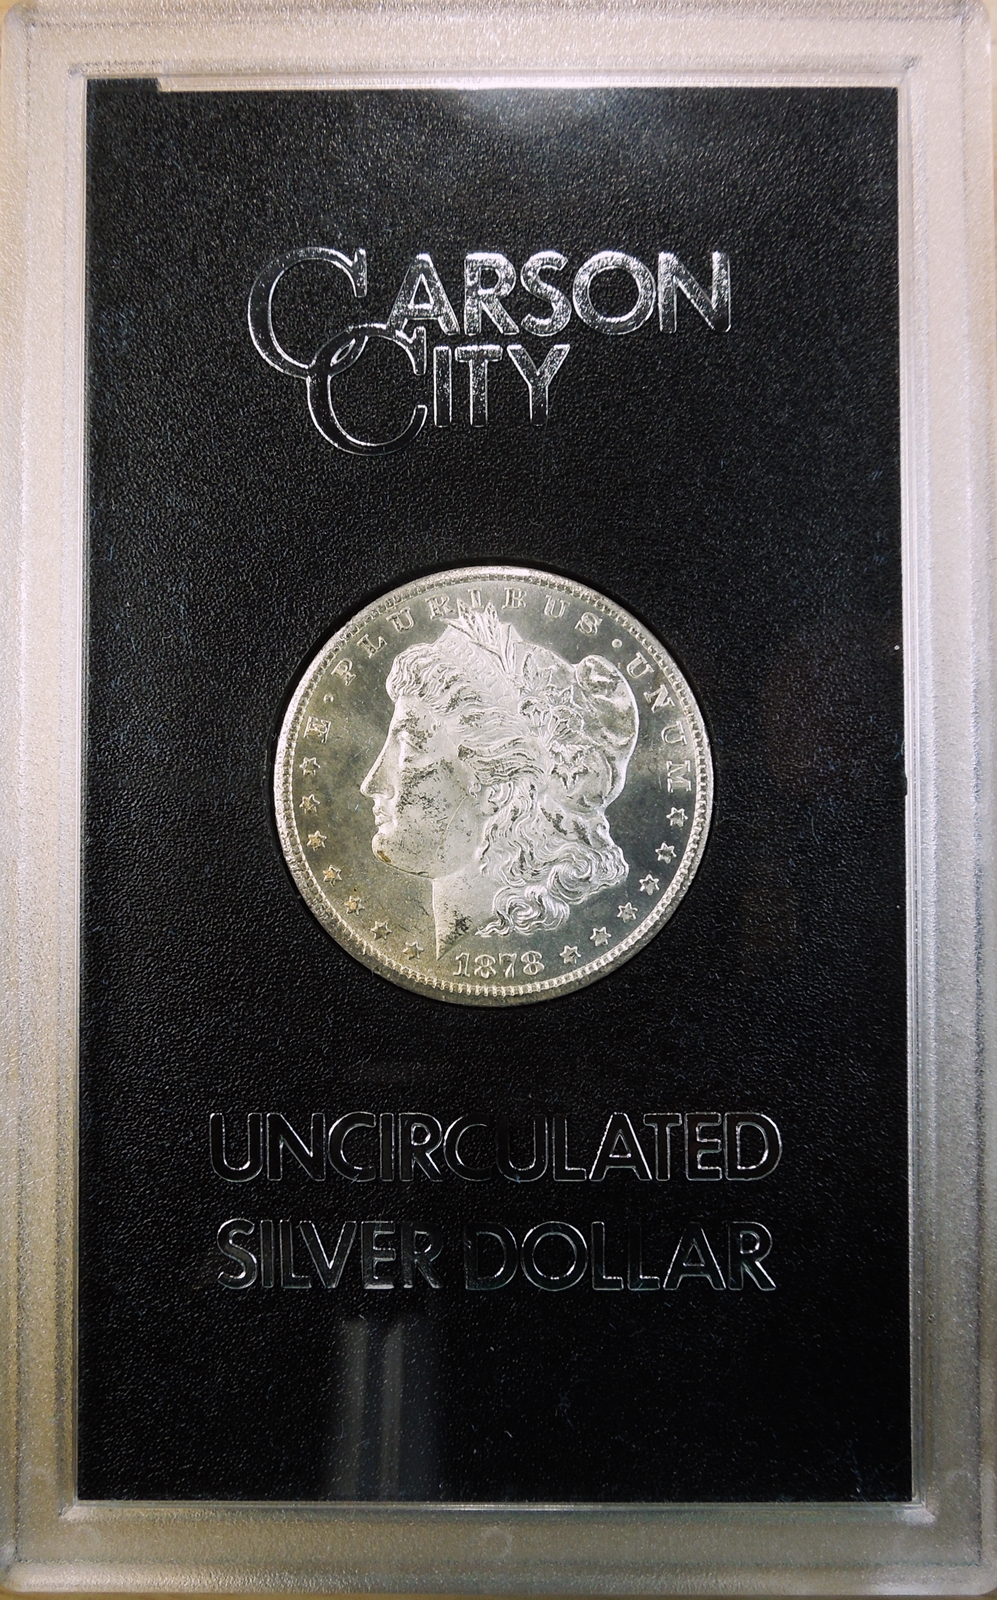 CARSON
CITY
E·PLURIBUS·UNUM
1878
UNCIRCULATED
SILVER DOLLAR